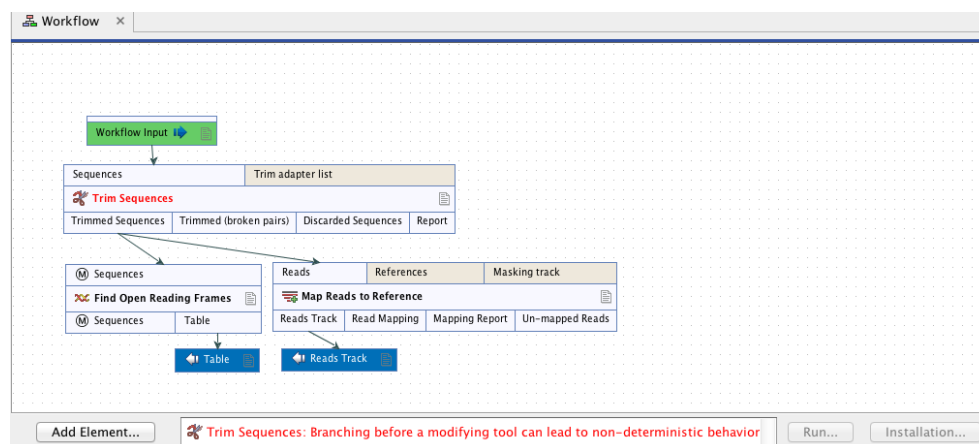 Workflow ×
Workflow Input
Sequences Trim adapter list
Trim Sequences
Trimmed Sequences Trimmed (broken pairs) Discarded Sequences Report
M Sequences Reads References Masking track
Find Open Reading Frames Map Reads to Reference
M Sequences Table Reads Track Read Mapping Mapping Report Un-mapped Reads
Table Reads Track
Add Element... Trim Sequences: Branching before a modifying tool can lead to non-deterministic behavior Run... Installation...